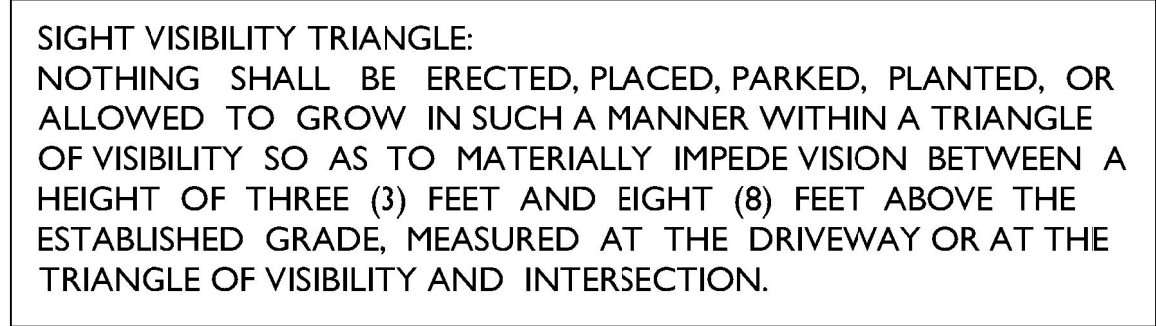 SIGHT VISIBILITY TRIANGLE:
NOTHING SHALL BE ERECTED, PLACED, PARKED, PLANTED, OR
ALLOWED TO GROW IN SUCH A MANNER WITHIN A TRIANGLE
OF VISIBILITY SO AS TO MATERIALLY IMPEDE VISION BETWEEN A
HEIGHT OF THREE (3) FEET AND EIGHT (8) FEET ABOVE THE
ESTABLISHED GRADE, MEASURED AT THE DRIVEWAY OR AT THE
TRIANGLE OF VISIBILITY AND INTERSECTION.